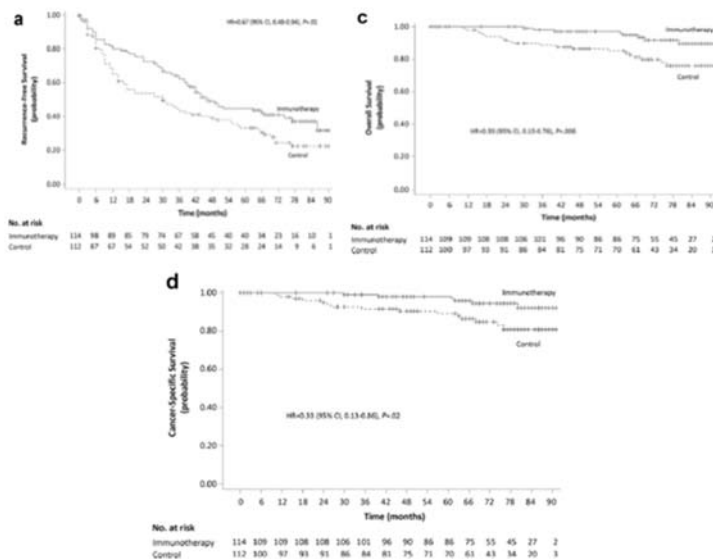 a
HR=0.67 (95% CI, 0.48-0.94), P=.02
Recurrence-Free Survival
(probability)
1.00
0.80
0.60
0.40
0.20
0.00
Immunotherapy
Control
0 6 12 18 24 30 36 42 48 54 60 66 72 78 84 90
Time (months)
No. at risk
Immunotherapy 114 98 89 85 79 74 67 58 45 40 40 34 23 16 10 1
Control 112 87 67 54 52 50 42 38 35 32 28 24 14 9 6 1
c
1.00
0.80
0.60
0.40
0.20
0.00
Overall Survival
(probability)
Immunotherapy
Control
(95% CI, 0.15-0.76), P=.008
0 6 12 18 24 30 36 42 48 54 60 66 72 78 84 90
Time (months)
No. at risk
Immunotherapy 114 109 109 108 108 106 101 96 90 86 86 75 55 45 27
Control 112 100 97 93 91 86 84 81 75 71 70 61 43 34 20
d
1.00
0.80
0.60
0.40
0.20
0.00
Cancer-Specific Survival
(probability)
Immunotherapy
Control
HR=0.33 (95% CI, 0.13-0.86), P=.02
0 6 12 18 24 30 36 42 48 54 60 66 72 78 84 90
Time (months)
No. at risk
Immunotherapy 114 109 109 108 108 106 101 96 90 86 86 75 55 45 27 2
Control 112 100 97 93 91 86 84 81 75 71 70 61 43 34 20 3